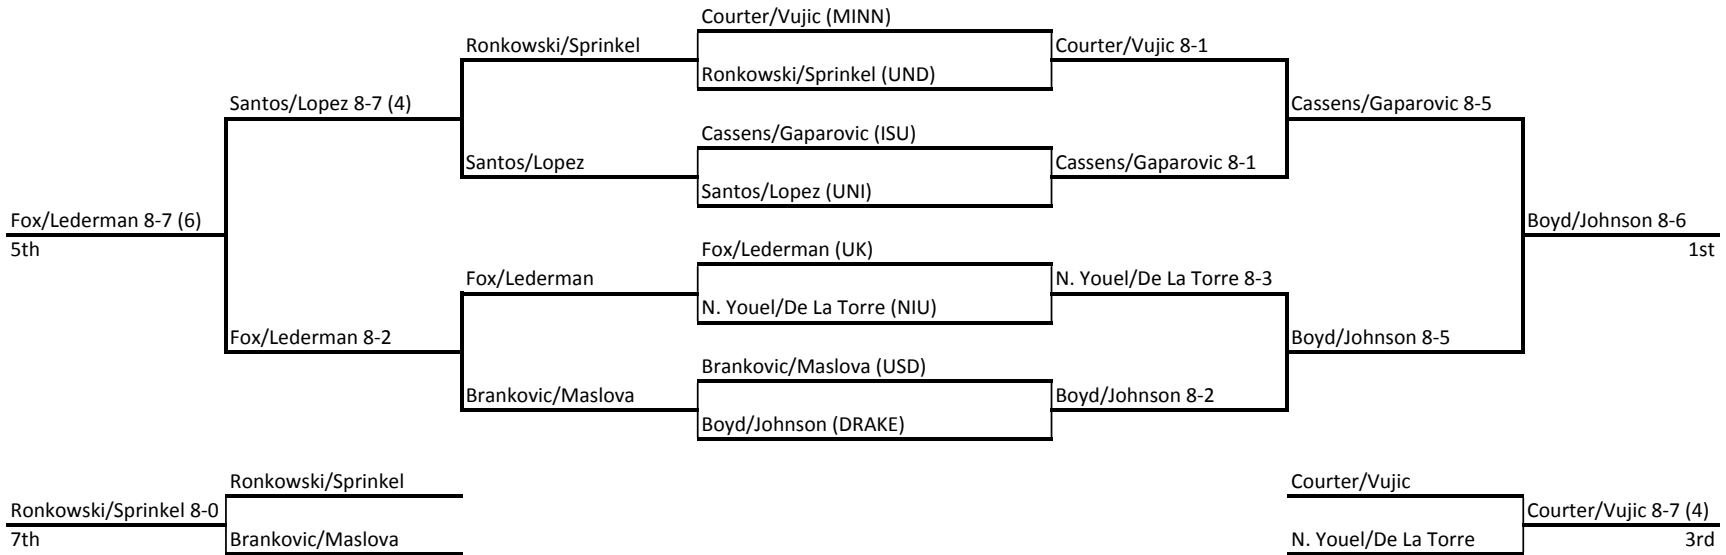 Courter/Vujic (MINN)
Ronkowski/Sprinkel
Courter/Vujic 8-1
Ronkowski/Sprinkel (UND)
Santos/Lopez 8-7 (4)
Cassens/Gaparovic 8-5
Cassens/Gaparovic (ISU)
Santos/Lopez
Cassens/Gaparovic 8-1
Santos/Lopez (UNI)
Fox/Lederman 8-7 (6)
Boyd/Johnson 8-6
5th
Fox/Lederman (UK)
1st
Fox/Lederman
N. Youel/De La Torre 8-3
N. Youel/De La Torre (NIU)
Fox/Lederman 8-2
Boyd/Johnson 8-5
Brankovic/Maslova (USD)
Brankovic/Maslova
Boyd/Johnson 8-2
Boyd/Johnson (DRAKE)
Ronkowski/Sprinkel
Courter/Vujic
Ronkowski/Sprinkel 8-0
Courter/Vujic 8-7 (4)
7th
Brankovic/Maslova
N. Youel/De La Torre
3rd